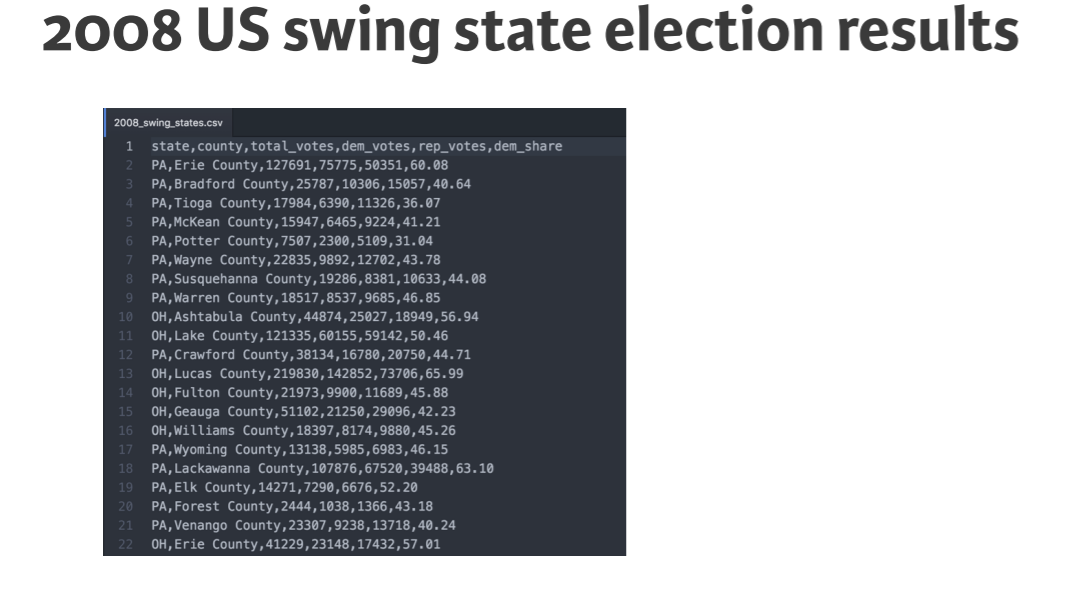 2008 US swing state election results
2008_swing_states.csv
1 state,county,total_votes,dem_votes,rep_votes,dem_share
2 PA,Erie County,127691,75775,50351,60.08
3 PA,Bradford County,25787,10306,15057,40.64
4 PA,Tioga County,17984,6390,11326,36.07
5 PA,McKean County,15947,6465,9224,41.21
6 PA,Potter County,7507,2300,5109,31.04
7 PA,Wayne County,22835,9892,12702,43.78
8 PA,Susquehanna County,19286,8381,10633,44.08
9 PA,Warren County,18517,8537,9685,46.85
10 OH,Ashtabula County,44874,25027,18949,56.94
11 OH,Lake County,121335,60155,59142,50.46
12 PA,Crawford County,38134,16780,20750,44.71
13 OH,Lucas County,219830,142852,73706,65.99
14 OH,Fulton County,21973,9900,11689,45.88
15 OH,Geauga County,51102,21250,29096,42.23
16 OH,Williams County,18397,8174,9880,45.26
17 PA,Wyoming County,13138,5985,6983,46.15
18 PA,Lackawanna County,107876,67520,39488,63.10
19 PA,Elk County,14271,7290,6676,52.20
20 PA,Forest County,2444,1038,1366,43.18
21 PA,Venango County,23307,9238,13718,40.24
22 OH,Erie County,41229,23148,17432,57.01